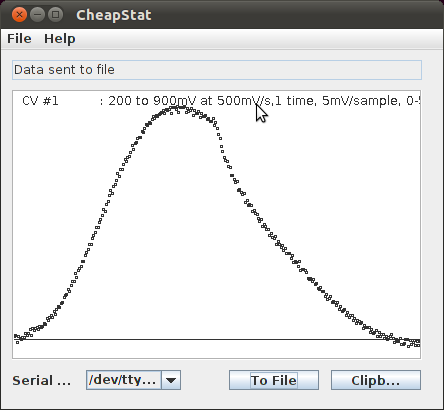 CheapStat
File Help
Data sent to file
CV #1 : 200 to 900mV at 500mV/s,1 time, 5mV/sample, 0-5
Serial ... /dev/tty... To File Clipb...